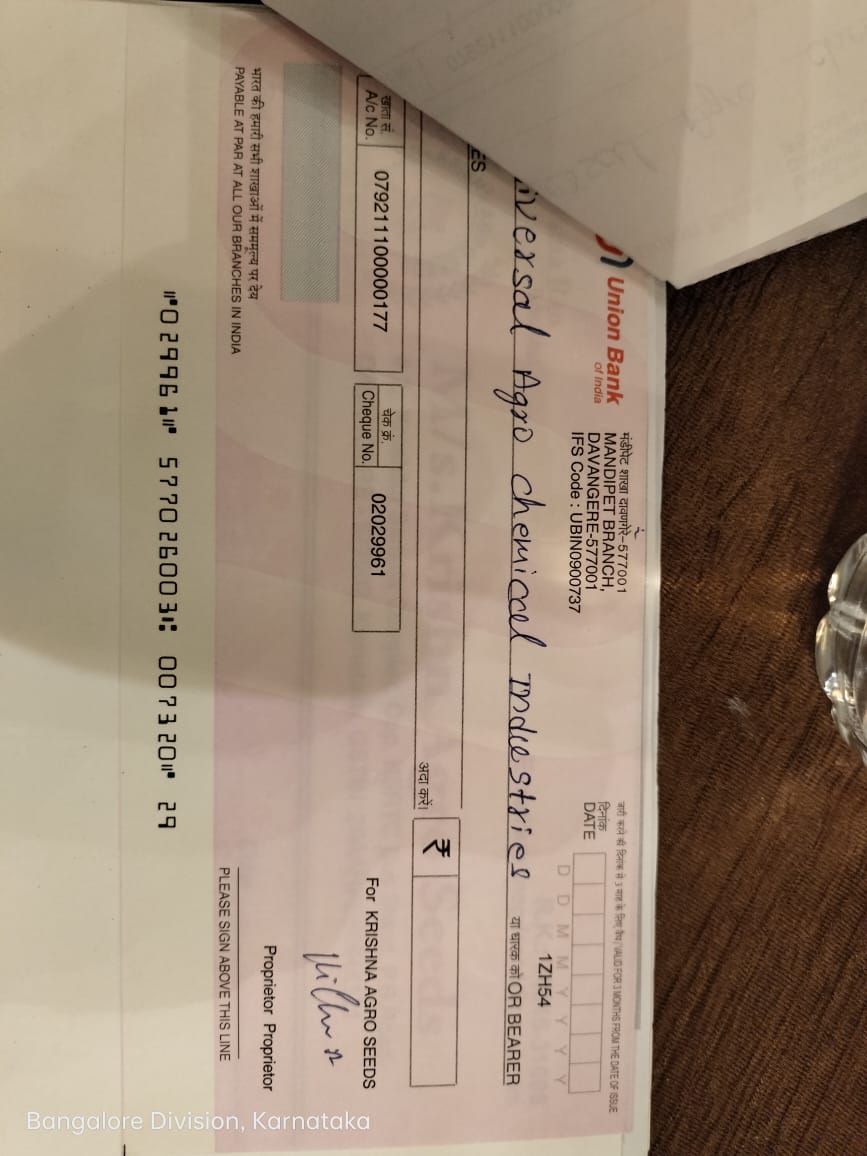 Union Bank
of India
मंडीपेट शाखा दावणगेरे-577001
MANDIPET BRANCH,
DAVANGERE-577001
IFS Code : UBIN0900737
जारी करने की दिनांक से 3 माह के लिए वैध / VALID FOR 3 MONTHS FROM THE DATE OF ISSUE
दिनांक
DATE
D D M M Y Y Y Y
1ZH54
iversal Agro chemiccel Indiestries या धारक को OR BEARER
ES
अदा करें।
₹
खाता सं.
A/c No.
079211100000177
चेक क्रं.
Cheque No.
02029961
For KRISHNA AGRO SEEDS
Proprietor Proprietor
भारत की हमारी सभी शाखाओं में सममूल्य पर देय
PAYABLE AT PAR AT ALL OUR BRANCHES IN INDIA
PLEASE SIGN ABOVE THIS LINE
⑈029961⑈ 577026003⑆ 007320⑈ 29
Bangalore Division, Karnataka